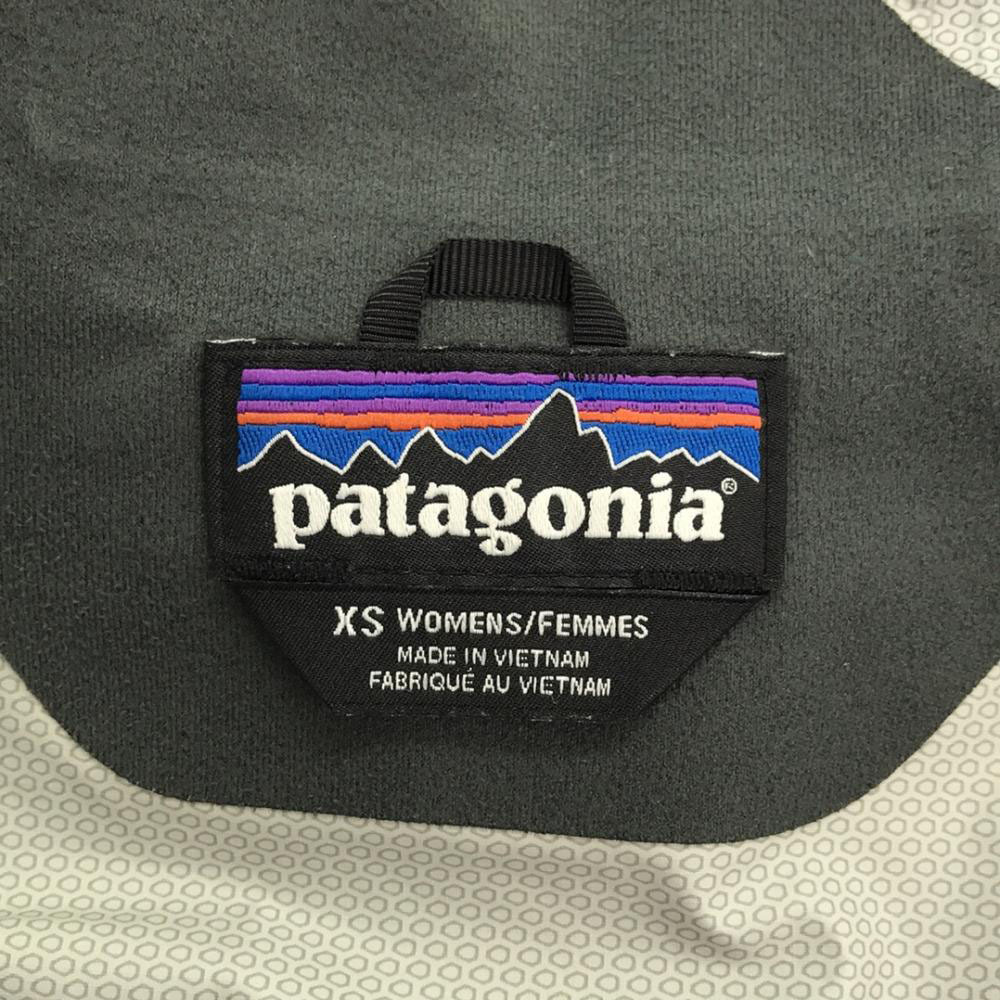 patagonia®
XS WOMENS/FEMMES
MADE IN VIETNAM
FABRIQUÉ AU VIETNAM